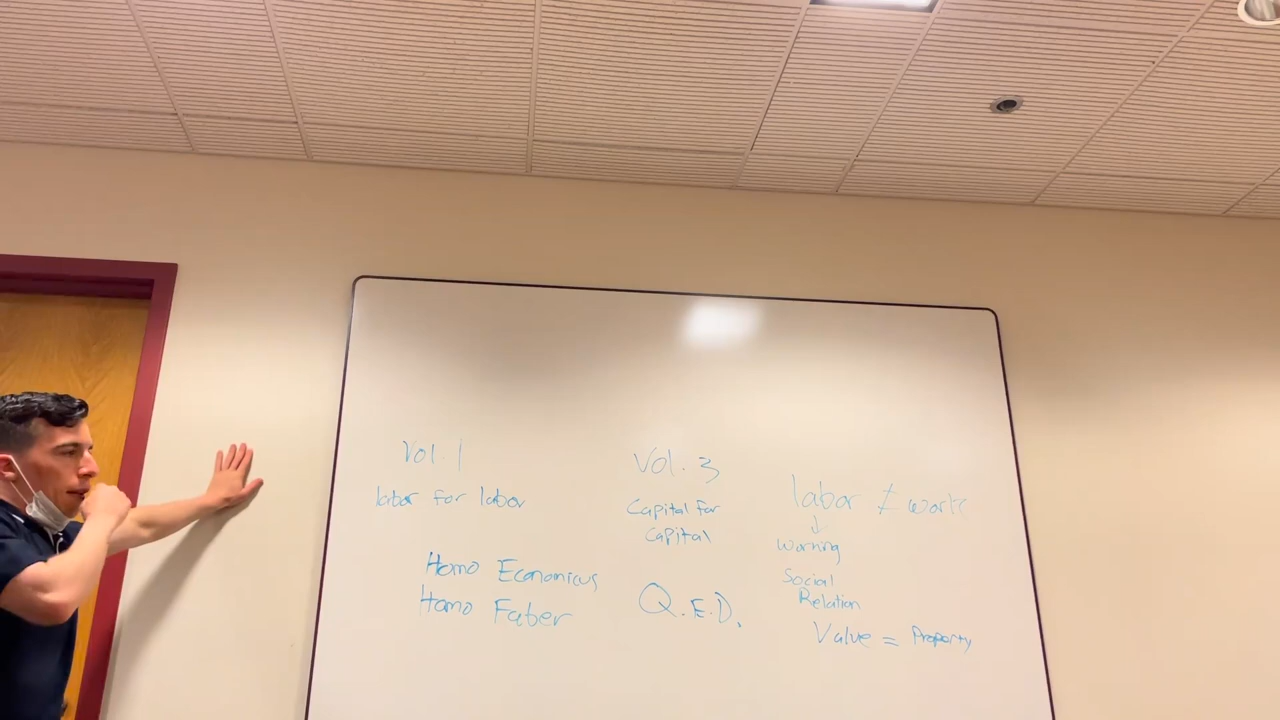 Vol. 1
labor for labor
Homo Economicus
Homo Faber
Vol. 3
Capital for
Capital
Q.E.D.
labor ≠ work
↓
Worning
Social
Relation
Value = Property